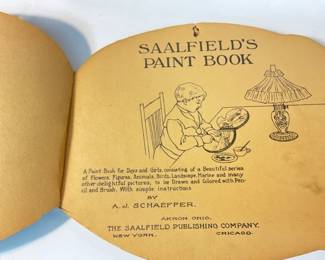 SAALFIELD'S
PAINT BOOK
A Paint Book for Boys and Girls, consisting of a Beautiful series
of Flowers, Figures, Animals, Birds, Landscape, Marine and many
other delightful pictures, to be Drawn and Colored with Pen-
cil and Brush. With simple instructions
BY
A. J. SCHAEFFER.
AKRON, OHIO.
THE SAALFIELD PUBLISHING COMPANY.
NEW YORK. CHICAGO.